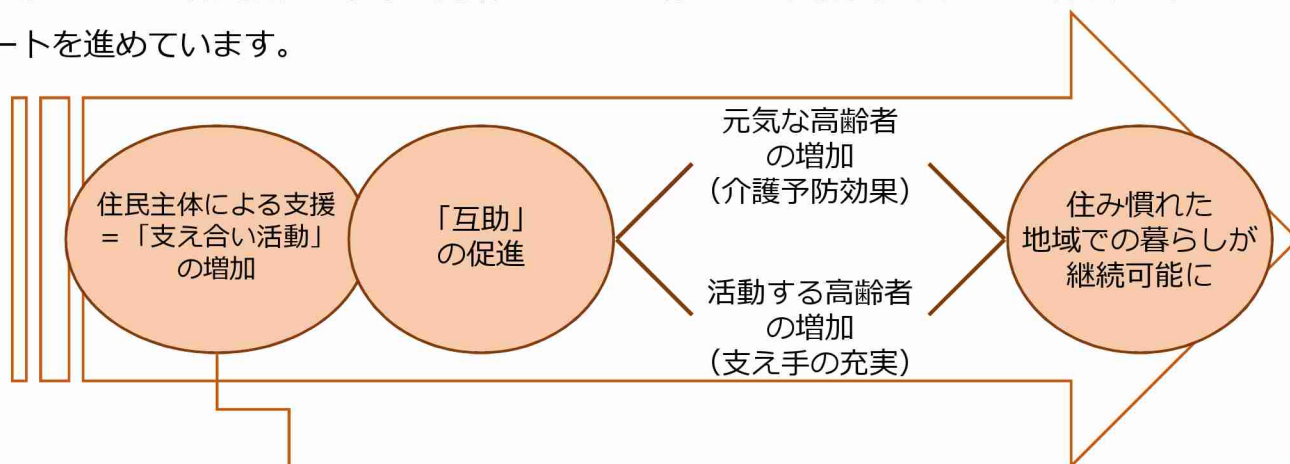 ートを進めています。
住民主体による支援
=「支え合い活動」
の増加
「互助」
の促進
元気な高齢者
の増加
（介護予防効果）
活動する高齢者
の増加
（支え手の充実）
住み慣れた
地域での暮らしが
継続可能に